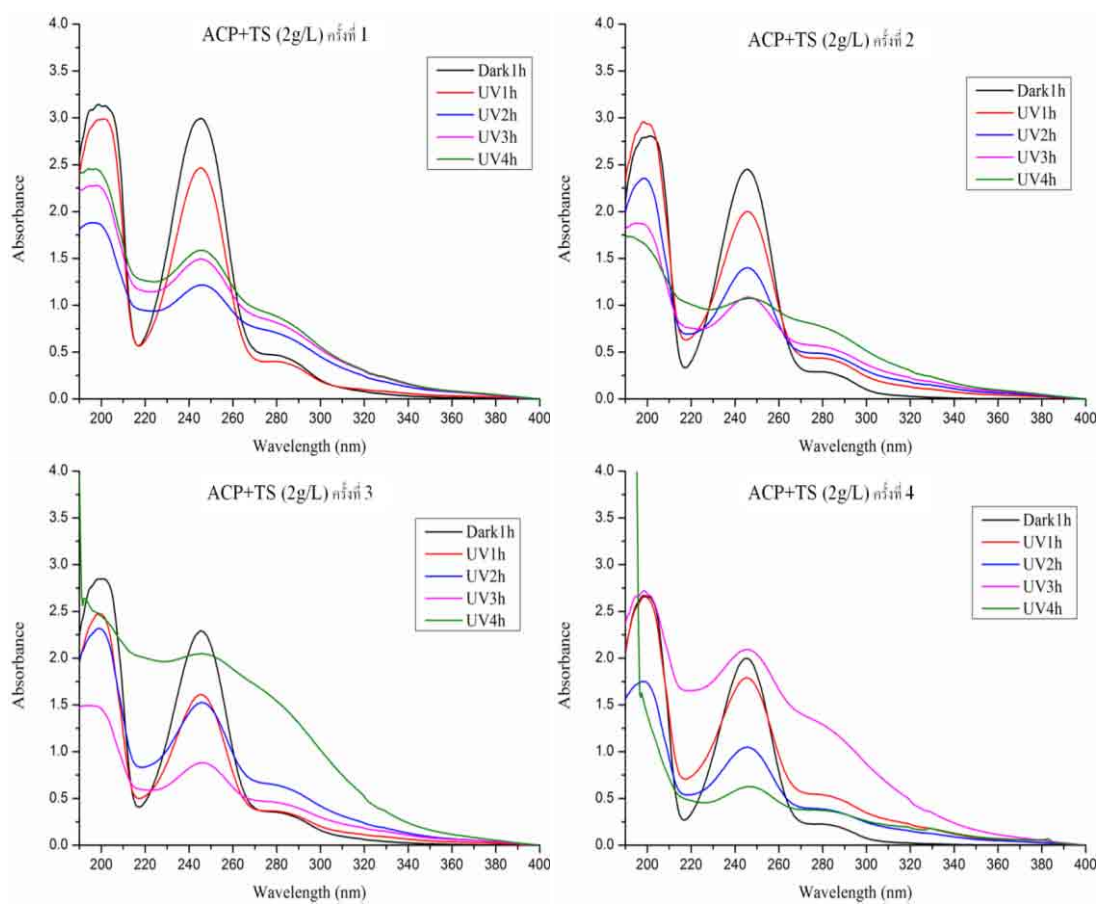 ACP+TS (2g/L) ครั้งที่ 1
Dark1h
UV1h
UV2h
UV3h
UV4h
Absorbance
4.0
3.5
3.0
2.5
2.0
1.5
1.0
0.5
0.0
200 220 240 260 280 300 320 340 360 380 400
Wavelength (nm)
ACP+TS (2g/L) ครั้งที่ 2
Dark1h
UV1h
UV2h
UV3h
UV4h
Absorbance
4.0
3.5
3.0
2.5
2.0
1.5
1.0
0.5
0.0
200 220 240 260 280 300 320 340 360 380 400
Wavelength (nm)
ACP+TS (2g/L) ครั้งที่ 3
Dark1h
UV1h
UV2h
UV3h
UV4h
Absorbance
4.0
3.5
3.0
2.5
2.0
1.5
1.0
0.5
0.0
200 220 240 260 280 300 320 340 360 380 400
Wavelength (nm)
ACP+TS (2g/L) ครั้งที่ 4
Dark1h
UV1h
UV2h
UV3h
UV4h
Absorbance
4.0
3.5
3.0
2.5
2.0
1.5
1.0
0.5
0.0
200 220 240 260 280 300 320 340 360 380 400
Wavelength (nm)